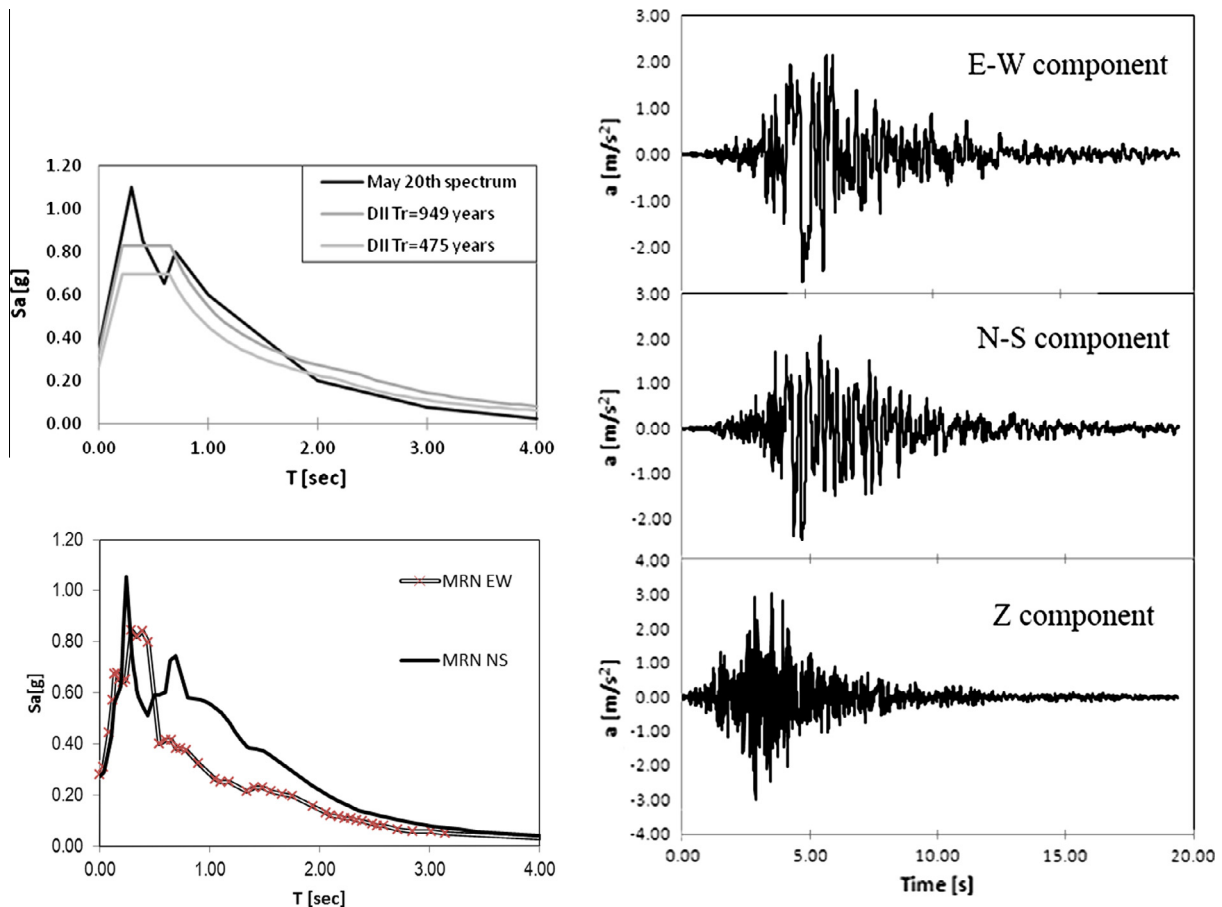 1.20
1.00
0.80
0.60
0.40
0.20
0.00
Sa [g]
May 20th spectrum
DII Tr=949 years
DII Tr=475 years
0.00 1.00 2.00 3.00 4.00
T [sec]
1.20
1.00
0.80
0.60
0.40
0.20
0.00
Sa[g]
MRN EW
MRN NS
0.00 1.00 2.00 3.00 4.00
T [sec]
3.00
2.00
1.00
0.00
-1.00
-2.00
a [m/s²]
E-W component
3.00
2.00
1.00
0.00
-1.00
-2.00
a [m/s²]
N-S component
4.00
3.00
2.00
1.00
0.00
-1.00
-2.00
-3.00
-4.00
a [m/s²]
Z component
0.00 5.00 10.00 15.00 20.00
Time [s]